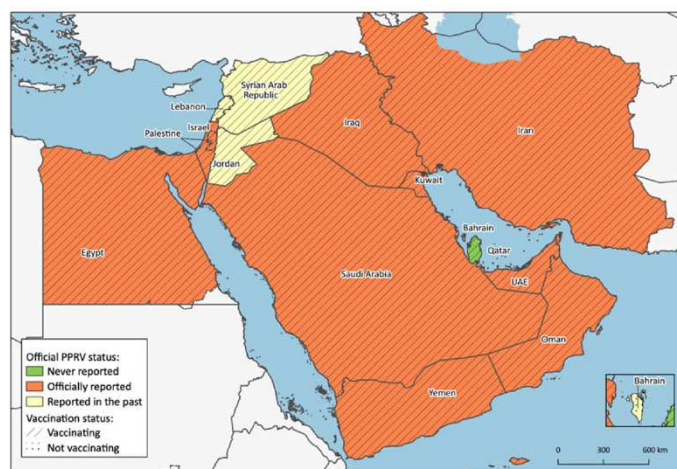 Syrian Arab
Republic
Lebanon
Israel
Palestine
Iraq
Iran
Jordan
Kuwait
Bahrain
Qatar
Egypt
Saudi Arabia
UAE
Oman
Yemen
Official PPRV status:
Never reported
Officially reported
Reported in the past
Vaccination status:
Vaccinating
Not vaccinating
Bahrain
0 300 600 km